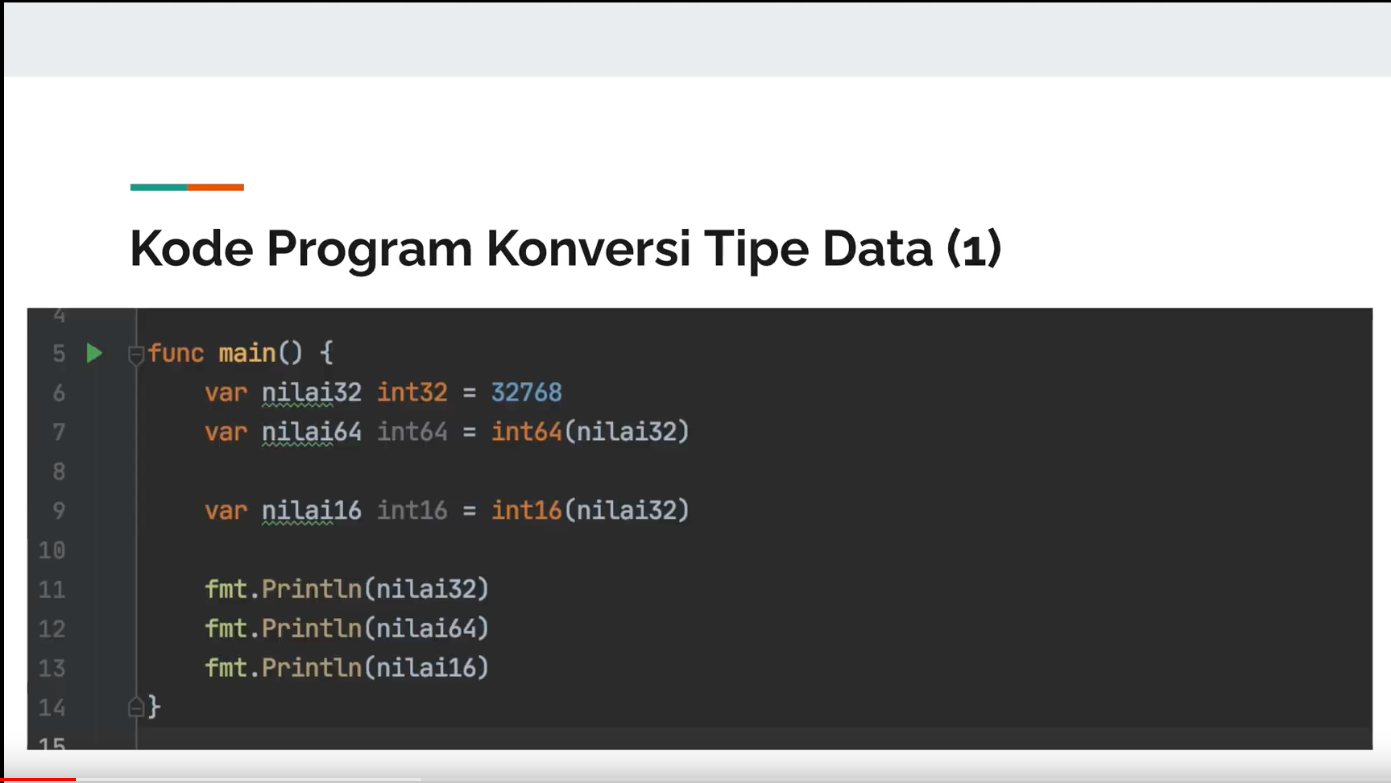 Kode Program Konversi Tipe Data (1)
4
5 func main() {
6 var nilai32 int32 = 32768
7 var nilai64 int64 = int64(nilai32)
8
9 var nilai16 int16 = int16(nilai32)
10
11 fmt.Println(nilai32)
12 fmt.Println(nilai64)
13 fmt.Println(nilai16)
14 }
15